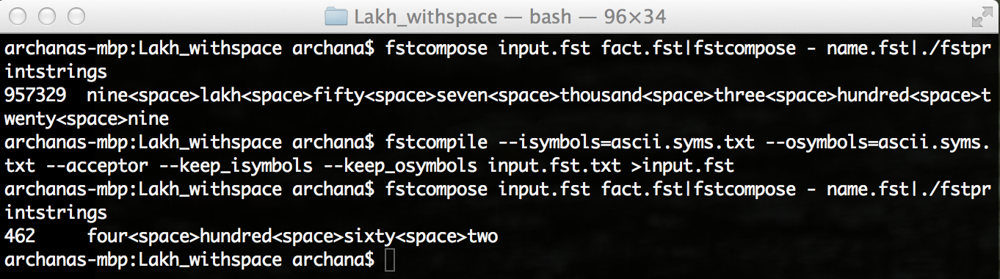 Lakh_withspace — bash — 96×34
archanas-mbp:Lakh_withspace archana$ fstcompose input.fst fact.fst|fstcompose - name.fst|./fstpr
intstrings
957329  nine<space>lakh<space>fifty<space>seven<space>thousand<space>three<space>hundred<space>t
wenty<space>nine
archanas-mbp:Lakh_withspace archana$ fstcompile --isymbols=ascii.syms.txt --osymbols=ascii.syms.
txt --acceptor --keep_isymbols --keep_osymbols input.fst.txt >input.fst
archanas-mbp:Lakh_withspace archana$ fstcompose input.fst fact.fst|fstcompose - name.fst|./fstpr
intstrings
462     four<space>hundred<space>sixty<space>two
archanas-mbp:Lakh_withspace archana$